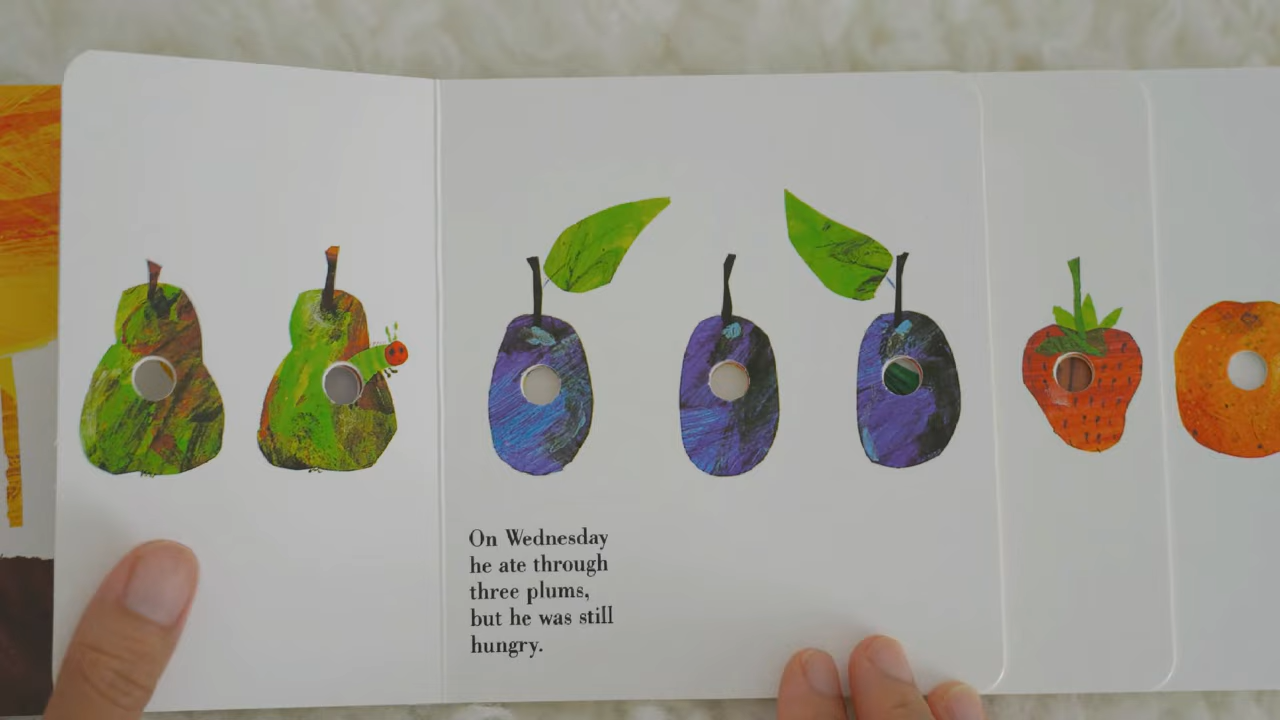 On Wednesday
he ate through
three plums,
but he was still
hungry.